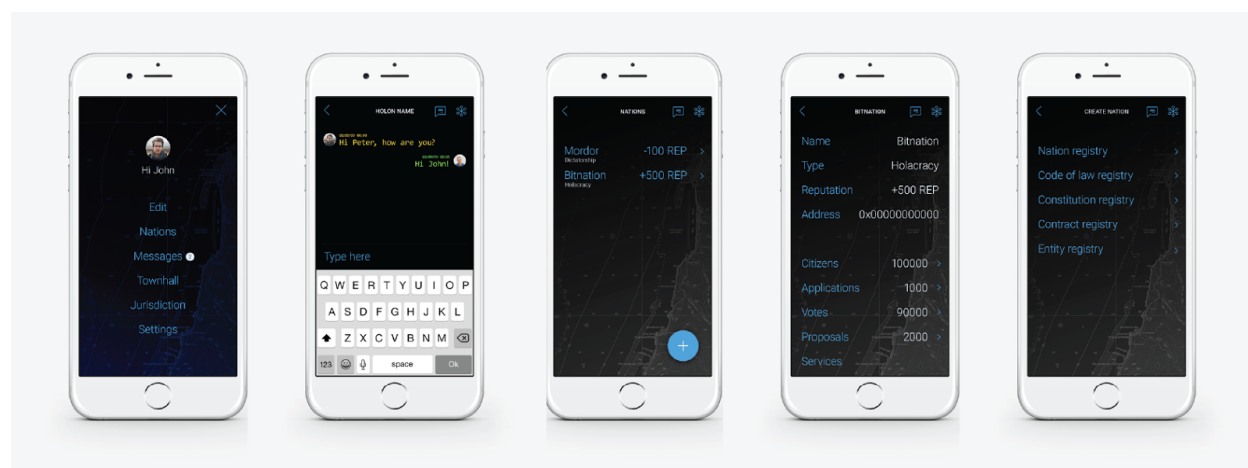 Hi John
Edit
Nations
Messages
Townhall
Jurisdiction
Settings
HOLON NAME
Hi Peter, how are you?
Hi John!
Type here
Q W E R T Y U I O P
A S D F G H J K L
Z X C V B N M
123 space Ok
NATIONS
Mordor -100 REP >
Dictatorship
Bitnation +500 REP >
Holacracy
+
BITNATION
Name Bitnation
Type Holacracy
Reputation +500 REP
Address 0x00000000000
Citizens 100000 >
Applications 1000 >
Votes 90000 >
Proposals 2000 >
Services
CREATE NATION
Nation registry >
Code of law registry >
Constitution registry >
Contract registry >
Entity registry >